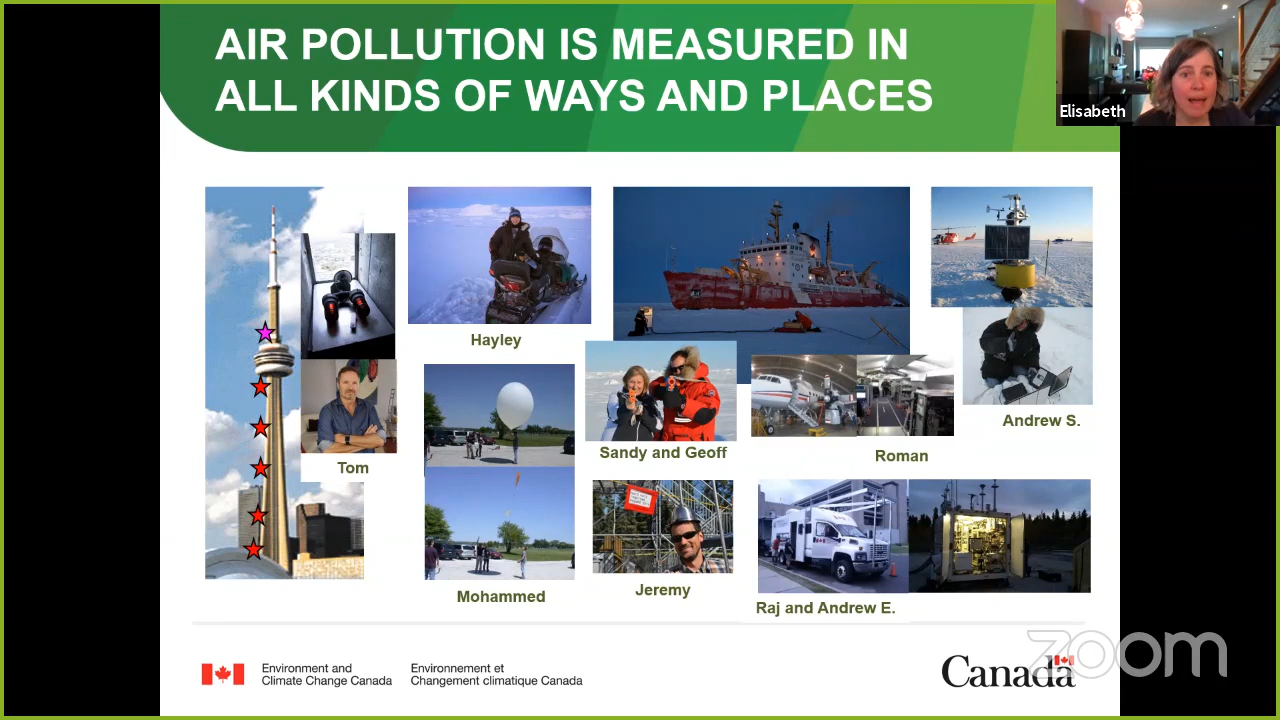 AIR POLLUTION IS MEASURED IN
ALL KINDS OF WAYS AND PLACES
Elisabeth
Hayley
Andrew S.
Sandy and Geoff
Roman
Tom
Mohammed
Jeremy
Raj and Andrew E.
Environment and
Climate Change Canada
Environnement et
Changement climatique Canada
Canada
zoom